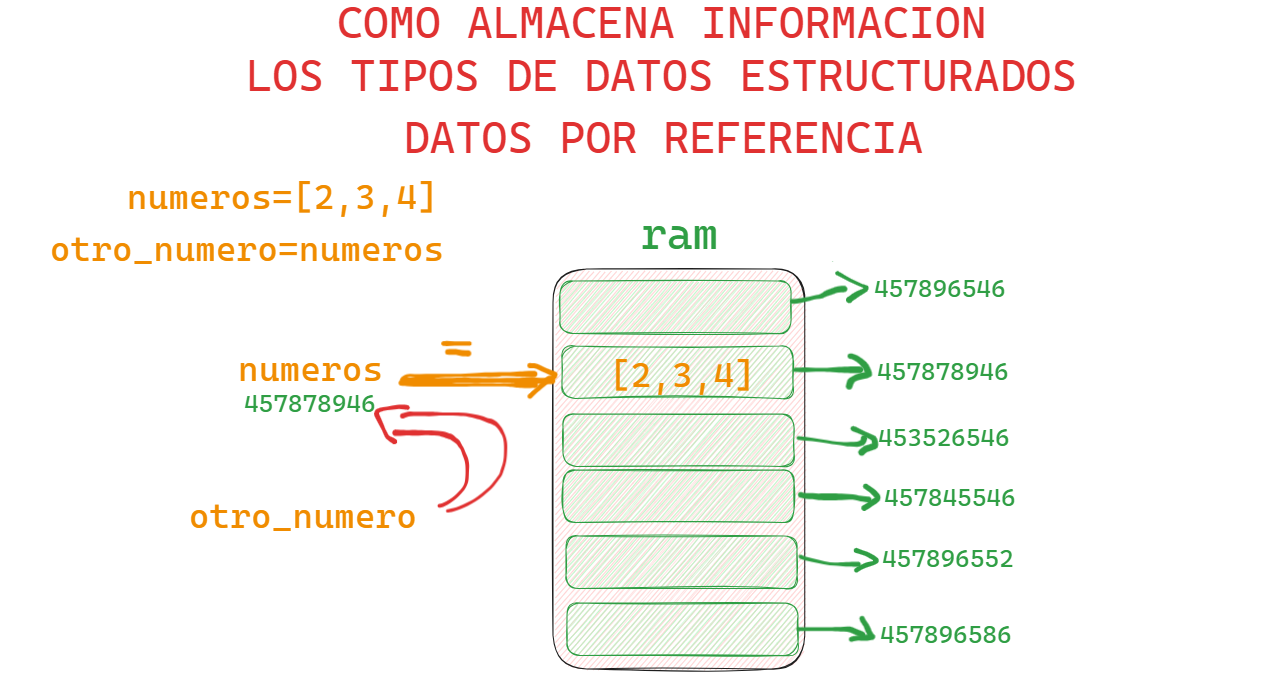 COMO ALMACENA INFORMACION
LOS TIPOS DE DATOS ESTRUCTURADOS
DATOS POR REFERENCIA
numeros=[2,3,4]
otro_numero=numeros
ram
457896546
=
numeros
[2,3,4]
457878946
457878946
453526546
457845546
otro_numero
457896552
457896586